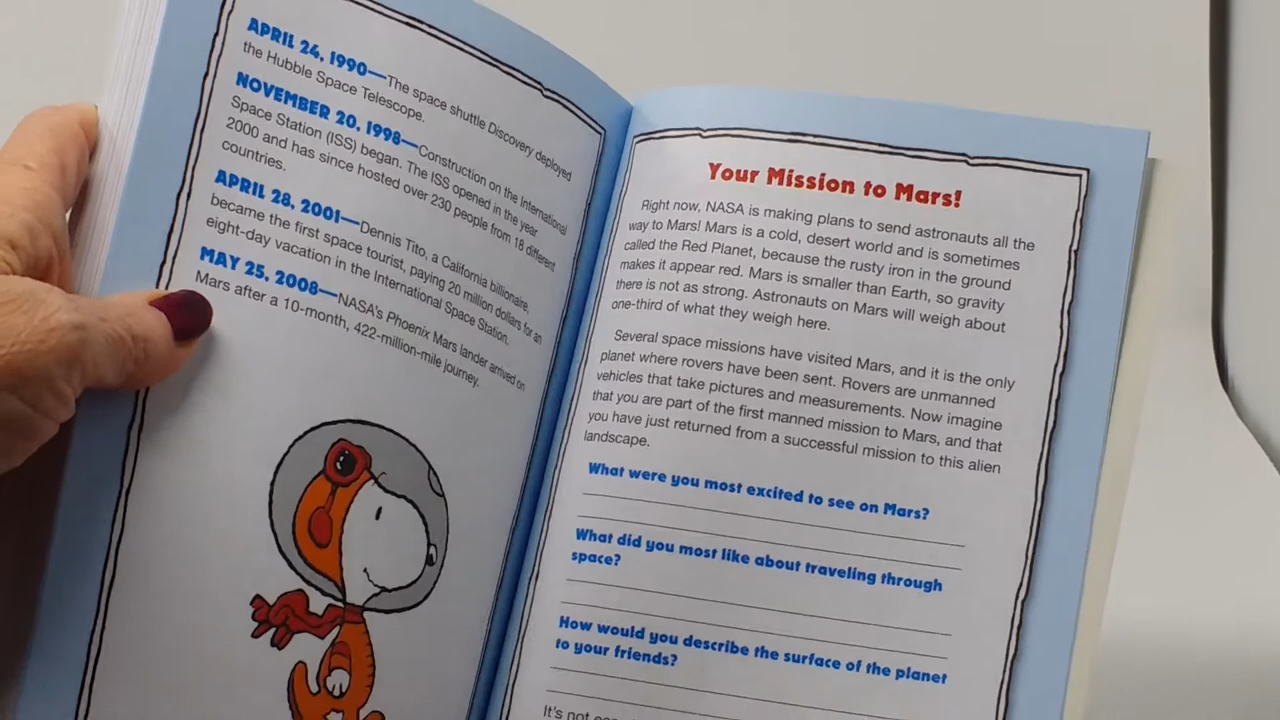 APRIL 24, 1990—The space shuttle Discovery deployed
the Hubble Space Telescope.
NOVEMBER 20, 1998—Construction on the International
Space Station (ISS) began. The ISS opened in the year
2000 and has since hosted over 230 people from 18 different
countries.
APRIL 28, 2001—Dennis Tito, a California billionaire,
became the first space tourist, paying 20 million dollars for an
eight-day vacation in the International Space Station.
MAY 25, 2008—NASA's Phoenix Mars lander arrived on
Mars after a 10-month, 422-million-mile journey.
Your Mission to Mars!
Right now, NASA is making plans to send astronauts all the
way to Mars! Mars is a cold, desert world and is sometimes
called the Red Planet, because the rusty iron in the ground
makes it appear red. Mars is smaller than Earth, so gravity
there is not as strong. Astronauts on Mars will weigh about
one-third of what they weigh here.
Several space missions have visited Mars, and it is the only
planet where rovers have been sent. Rovers are unmanned
vehicles that take pictures and measurements. Now imagine
that you are part of the first manned mission to Mars, and that
you have just returned from a successful mission to this alien
landscape.
What were you most excited to see on Mars?
What did you most like about traveling through
space?
How would you describe the surface of the planet
to your friends?
It's not